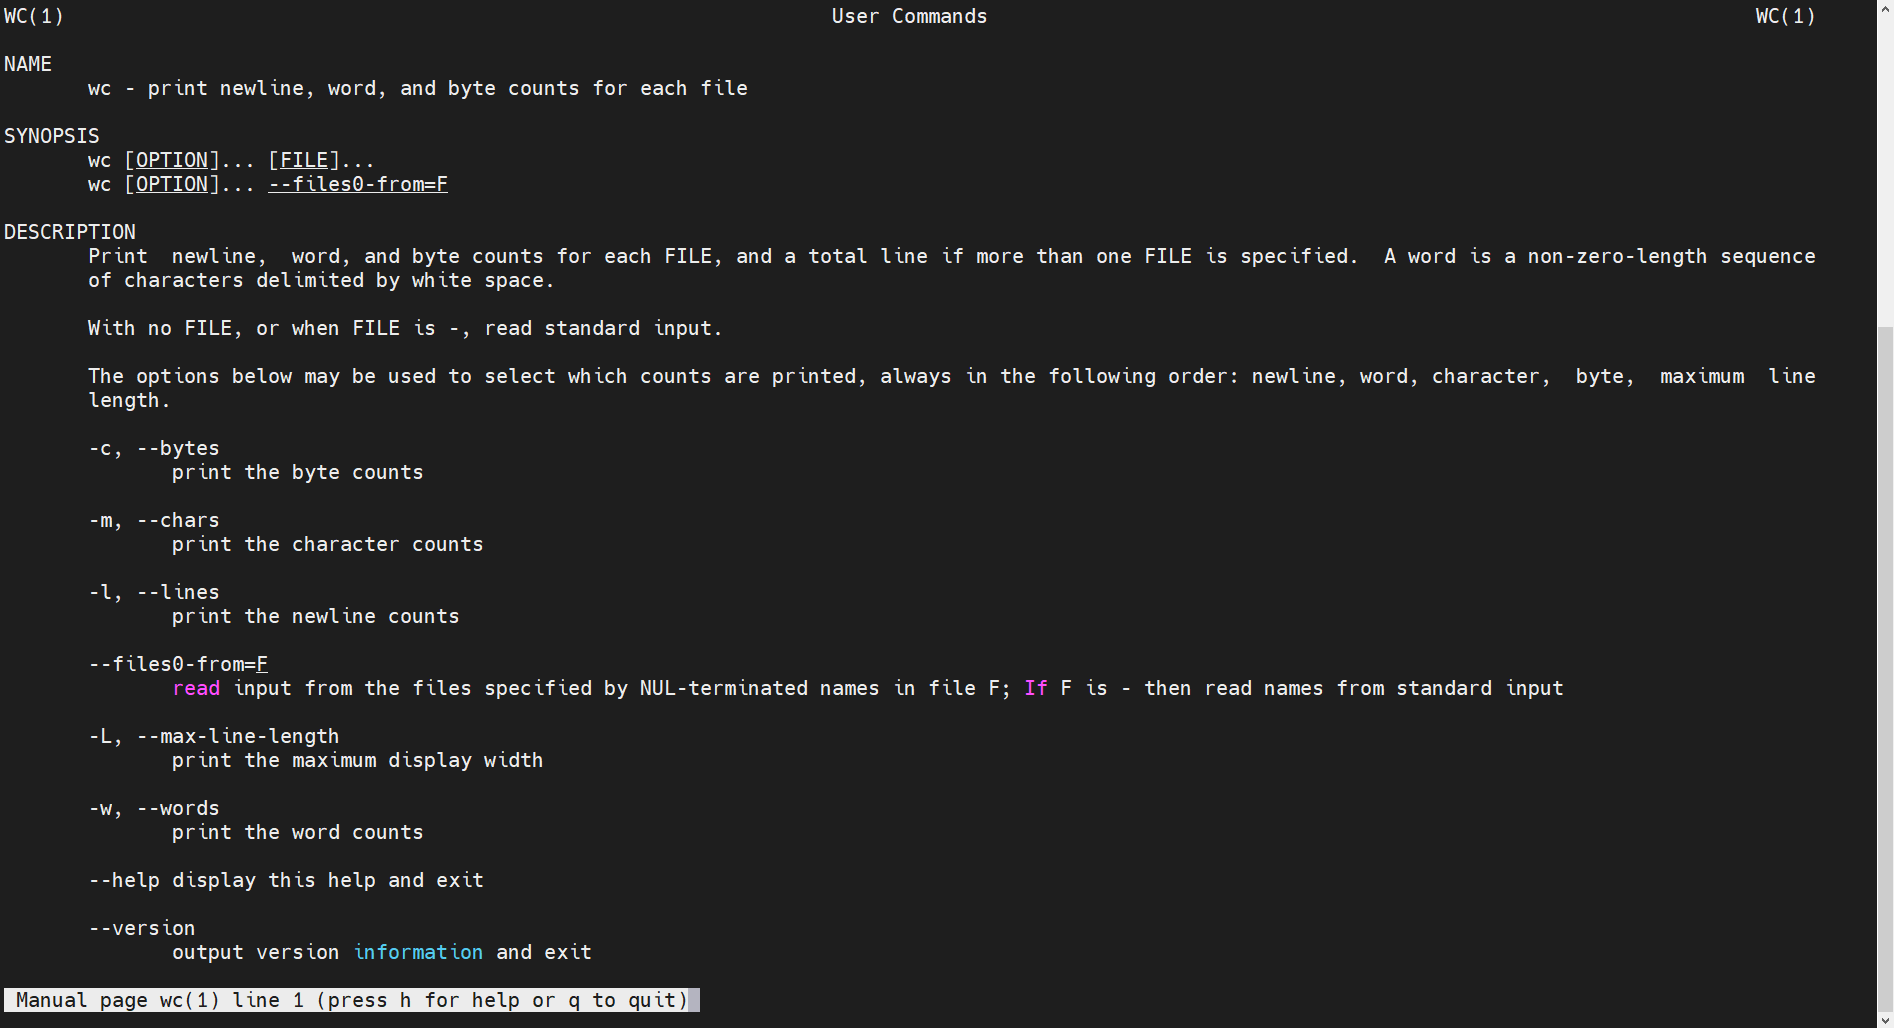 WC(1) User Commands WC(1)
NAME
wc - print newline, word, and byte counts for each file
SYNOPSIS
wc [OPTION]... [FILE]...
wc [OPTION]... --files0-from=F
DESCRIPTION
Print  newline,  word, and byte counts for each FILE, and a total line if more than one FILE is specified.  A word is a non-zero-length sequence
of characters delimited by white space.
With no FILE, or when FILE is -, read standard input.
The options below may be used to select which counts are printed, always in the following order: newline, word, character,  byte,  maximum  line
length.
-c, --bytes
print the byte counts
-m, --chars
print the character counts
-l, --lines
print the newline counts
--files0-from=F
read input from the files specified by NUL-terminated names in file F; If F is - then read names from standard input
-L, --max-line-length
print the maximum display width
-w, --words
print the word counts
--help display this help and exit
--version
output version information and exit
Manual page wc(1) line 1 (press h for help or q to quit)